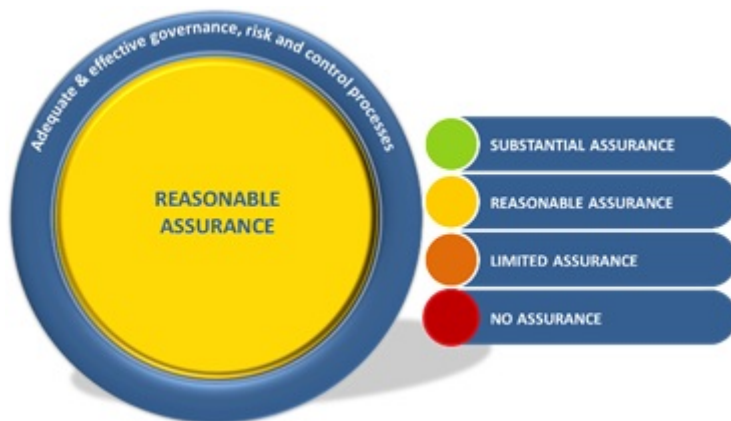 Adequate & effective governance, risk and control processes
REASONABLE
ASSURANCE
SUBSTANTIAL ASSURANCE
REASONABLE ASSURANCE
LIMITED ASSURANCE
NO ASSURANCE